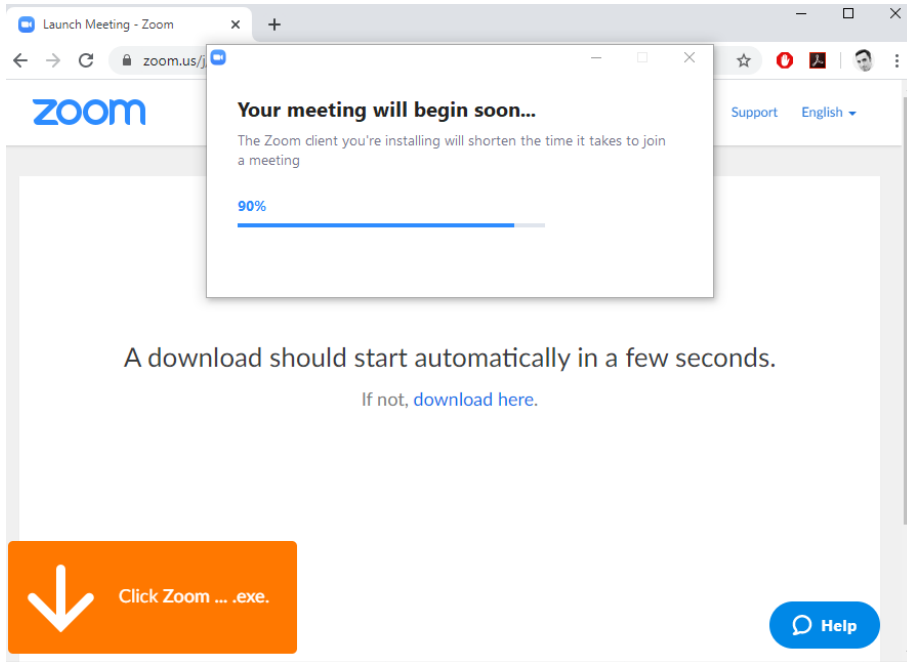 Launch Meeting - Zoom
zoom.us/j
zoom
Support English
Your meeting will begin soon...
The Zoom client you're installing will shorten the time it takes to join
a meeting
90%
A download should start automatically in a few seconds.
If not, download here.
Click Zoom ... .exe.
Help